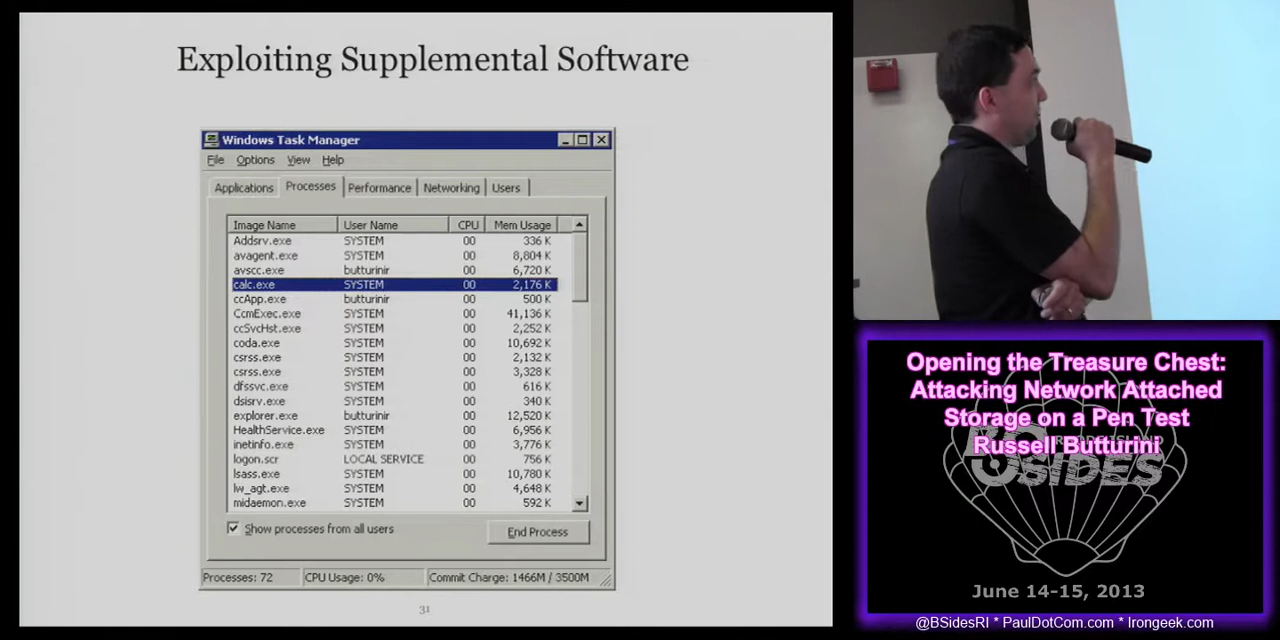 Exploiting Supplemental Software
Windows Task Manager
File Options View Help
Applications Processes Performance Networking Users
Image Name User Name CPU Mem Usage
Addsrv.exe SYSTEM 00 336 K
avagent.exe SYSTEM 00 8,804 K
avscc.exe butturinir 00 6,720 K
calc.exe SYSTEM 00 2,176 K
ccApp.exe butturinir 00 500 K
CcmExec.exe SYSTEM 00 41,136 K
ccSvcHst.exe SYSTEM 00 2,252 K
coda.exe SYSTEM 00 10,692 K
csrss.exe SYSTEM 00 2,132 K
csrss.exe SYSTEM 00 3,328 K
dfssvc.exe SYSTEM 00 616 K
dsisrv.exe SYSTEM 00 340 K
explorer.exe butturinir 00 12,520 K
HealthService.exe SYSTEM 00 6,956 K
inetinfo.exe SYSTEM 00 3,776 K
logon.scr LOCAL SERVICE 00 756 K
lsass.exe SYSTEM 00 10,780 K
lw_agt.exe SYSTEM 00 4,648 K
midaemon.exe SYSTEM 00 592 K
Show processes from all users
End Process
Processes: 72 CPU Usage: 0% Commit Charge: 1466M / 3500M
31
Opening the Treasure Chest:
Attacking Network Attached
Storage on a Pen Test
Russell Butturini
BSIDES
June 14-15, 2013
@BSidesRI * PaulDotCom.com * Irongeek.com